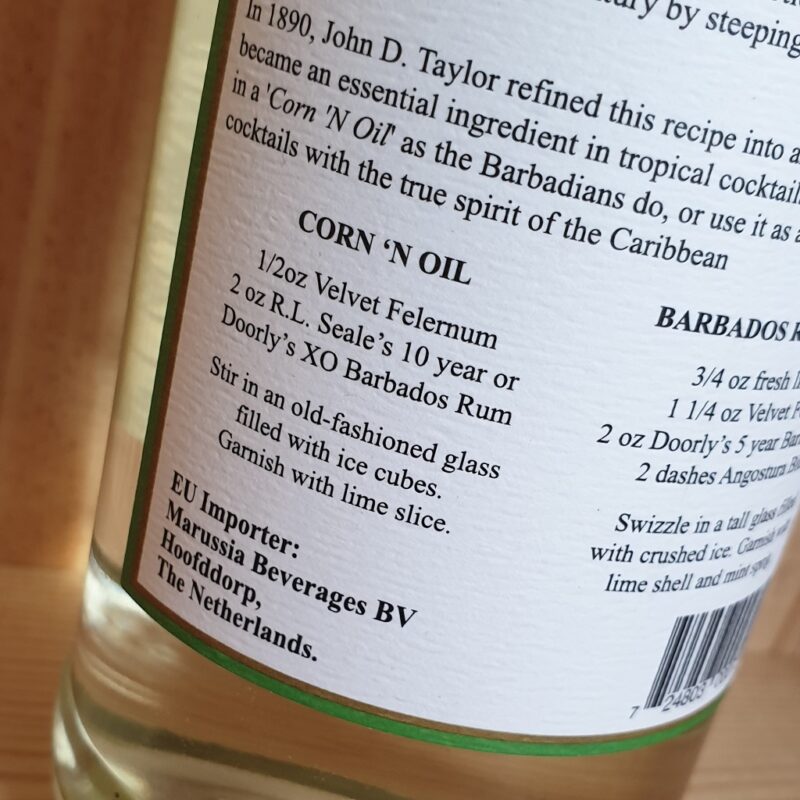 by steeping
In 1890, John D. Taylor refined this recipe into a
became an essential ingredient in tropical cocktail
in a 'Corn 'N Oil' as the Barbadians do, or use it as a
cocktails with the true spirit of the Caribbean
CORN ‘N OIL
1/2oz Velvet Felernum
2 oz R.L. Seale’s 10 year or
Doorly’s XO Barbados Rum
Stir in an old-fashioned glass
filled with ice cubes.
Garnish with lime slice.
EU Importer:
Marussia Beverages BV
Hoofddorp,
The Netherlands.
BARBADOS R
3/4 oz fresh
1 1/4 oz Velvet F
2 oz Doorly’s 5 year Bar
2 dashes Angostura
Swizzle in a tall glass filled
with crushed ice. Garnish
lime shell and mint
7 24803